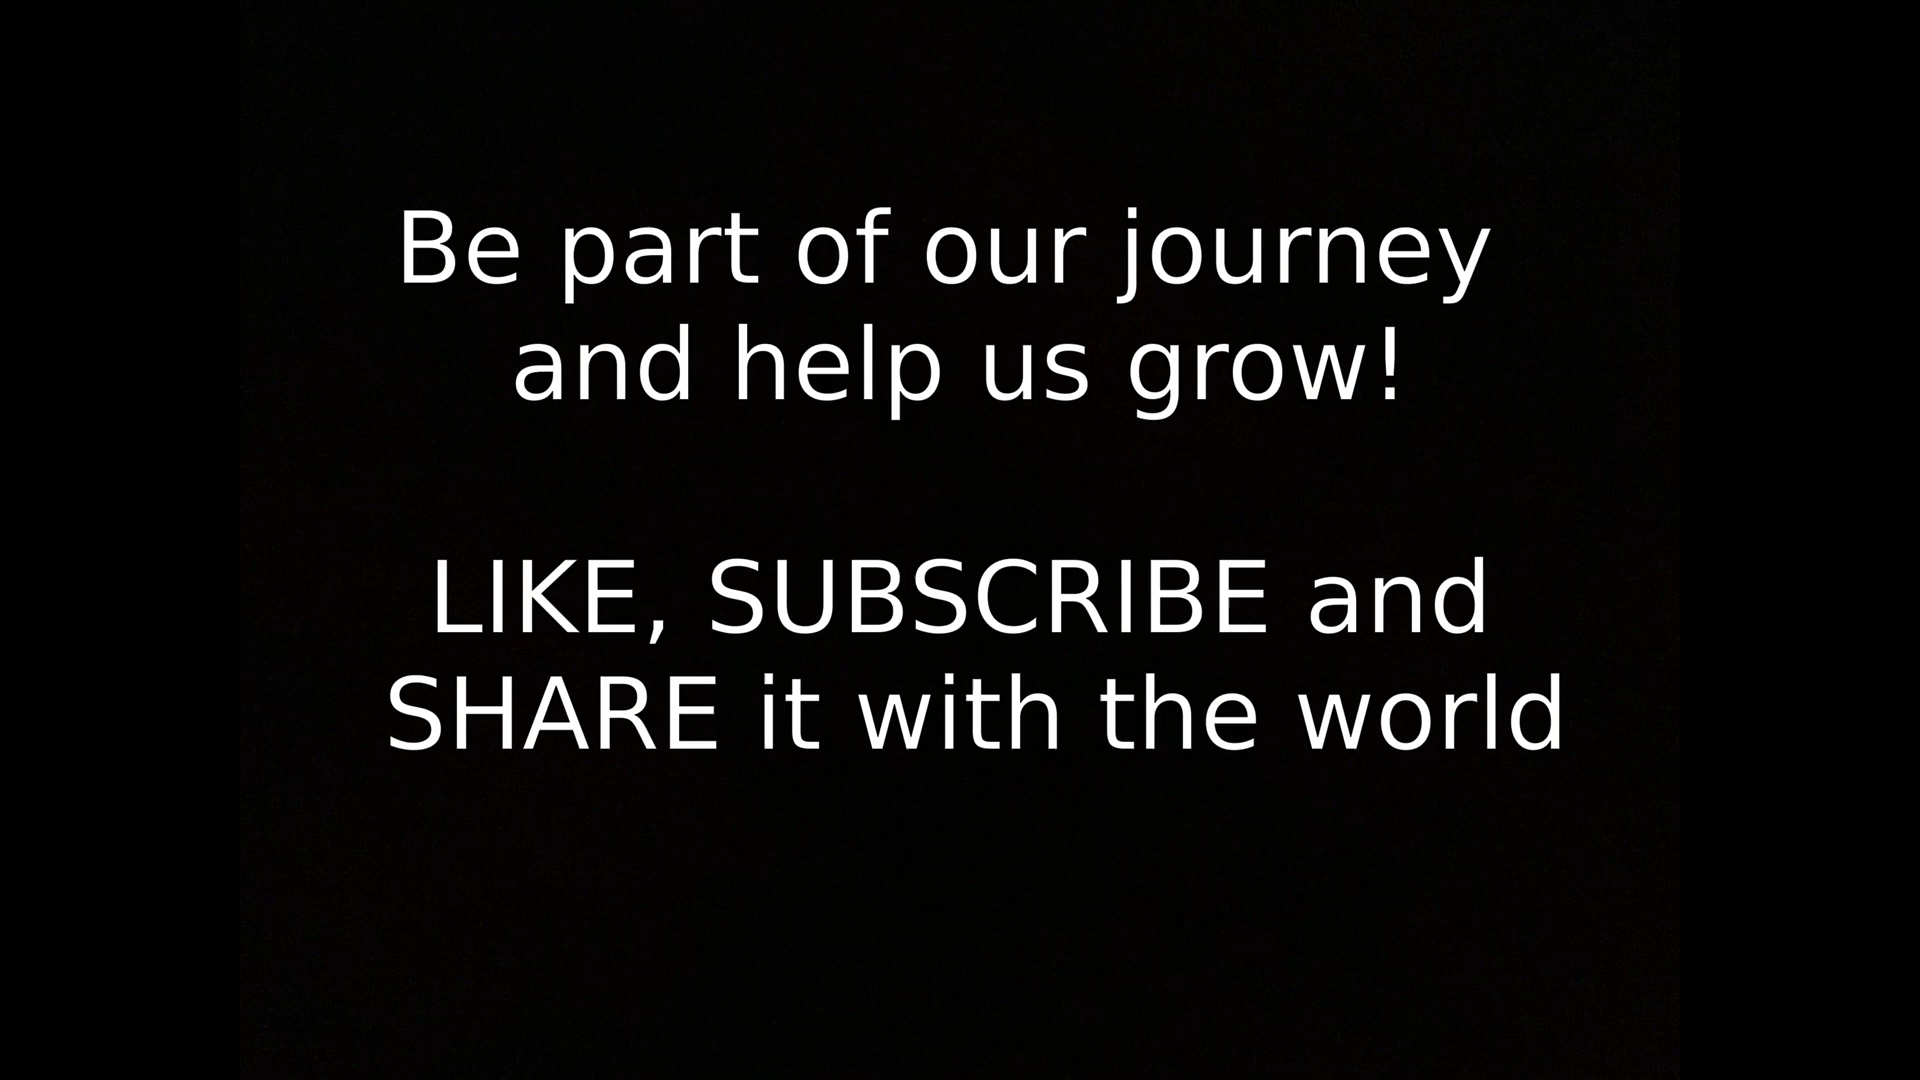 Be part of our journey
and help us grow!
LIKE, SUBSCRIBE and
SHARE it with the world